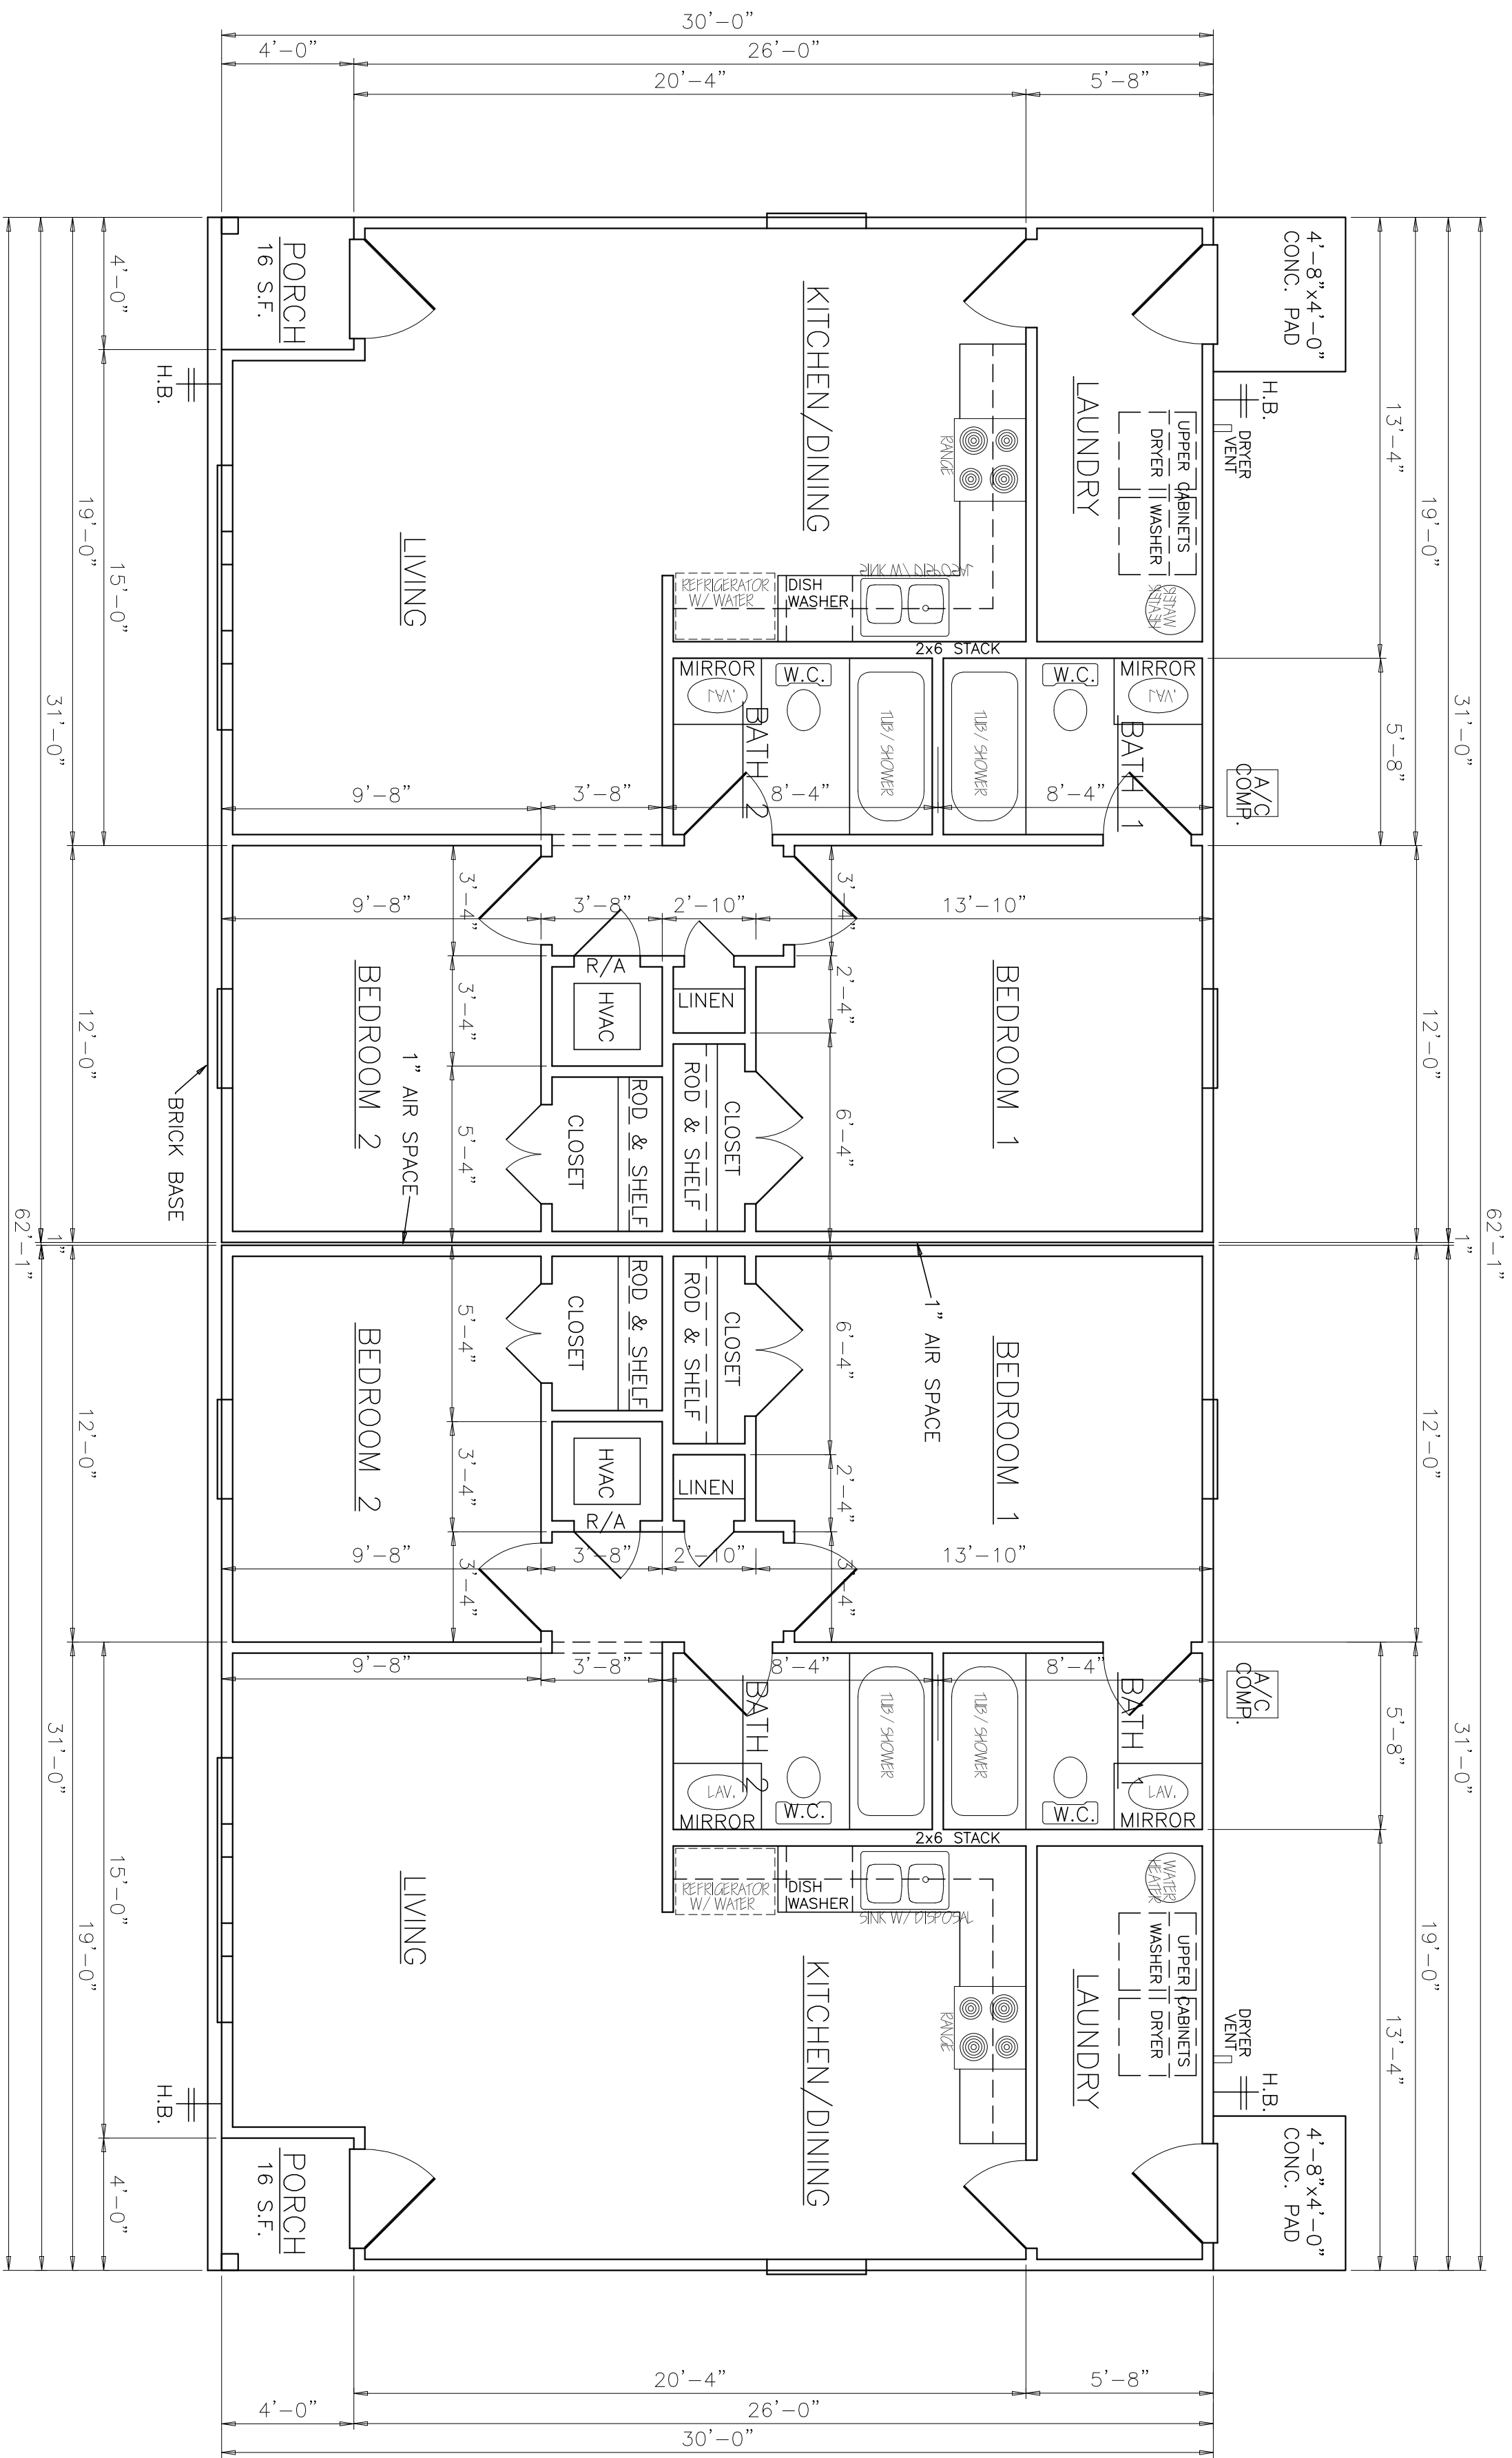 30'-0"
4'-0"
26'-0"
20'-4"
5'-8"
4'-8"x4'-0"
CONC. PAD
PORCH
16 S.F.
4'-0"
H.B.
KITCHEN/DINING
LAUNDRY
H.B.
DRYER
VENT
UPPER CABINETS
DRYER
WASHER
RANGE
13'-4"
19'-0"
31'-0"
62'-1"
19'-0"
15'-0"
31'-0"
LIVING
SINK W/ DISPOSAL
REFRIGERATOR
W/ WATER
DISH
WASHER
WATER
HEATER
2x6 STACK
MIRROR
LAV.
W.C.
BATH 2
TUB/ SHOWER
TUB/ SHOWER
W.C.
MIRROR
LAV.
BATH 1
5'-8"
A/C
COMP.
9'-8"
3'-8"
8'-4"
8'-4"
3'-4"
3'-4"
9'-8"
3'-8"
2'-10"
13'-10"
R/A
HVAC
LINEN
2'-4"
3'-4"
BEDROOM 2
BEDROOM 1
12'-0"
12'-0"
1" AIR SPACE
BRICK BASE
ROD & SHELF
CLOSET
5'-4"
ROD & SHELF
CLOSET
6'-4"
62'-1"
1"
1"
1" AIR SPACE
5'-4"
CLOSET
ROD & SHELF
ROD & SHELF
CLOSET
6'-4"
BEDROOM 2
BEDROOM 1
12'-0"
12'-0"
HVAC
R/A
LINEN
3'-4"
2'-4"
9'-8"
3'-8"
2'-10"
13'-10"
3'-4"
3'-4"
9'-8"
3'-8"
8'-4"
8'-4"
A/C
COMP.
BATH 2
BATH 1
TUB/ SHOWER
TUB/ SHOWER
5'-8"
31'-0"
31'-0"
LAV.
MIRROR
W.C.
W.C.
LAV.
MIRROR
2x6 STACK
REFRIGERATOR
W/ WATER
DISH
WASHER
SINK W/ DISPOSAL
WATER
HEATER
LIVING
15'-0"
19'-0"
19'-0"
13'-4"
KITCHEN/DINING
RANGE
LAUNDRY
UPPER CABINETS
WASHER
DRYER
DRYER
VENT
H.B.
H.B.
PORCH
16 S.F.
4'-0"
4'-8"x4'-0"
CONC. PAD
20'-4"
5'-8"
4'-0"
26'-0"
30'-0"